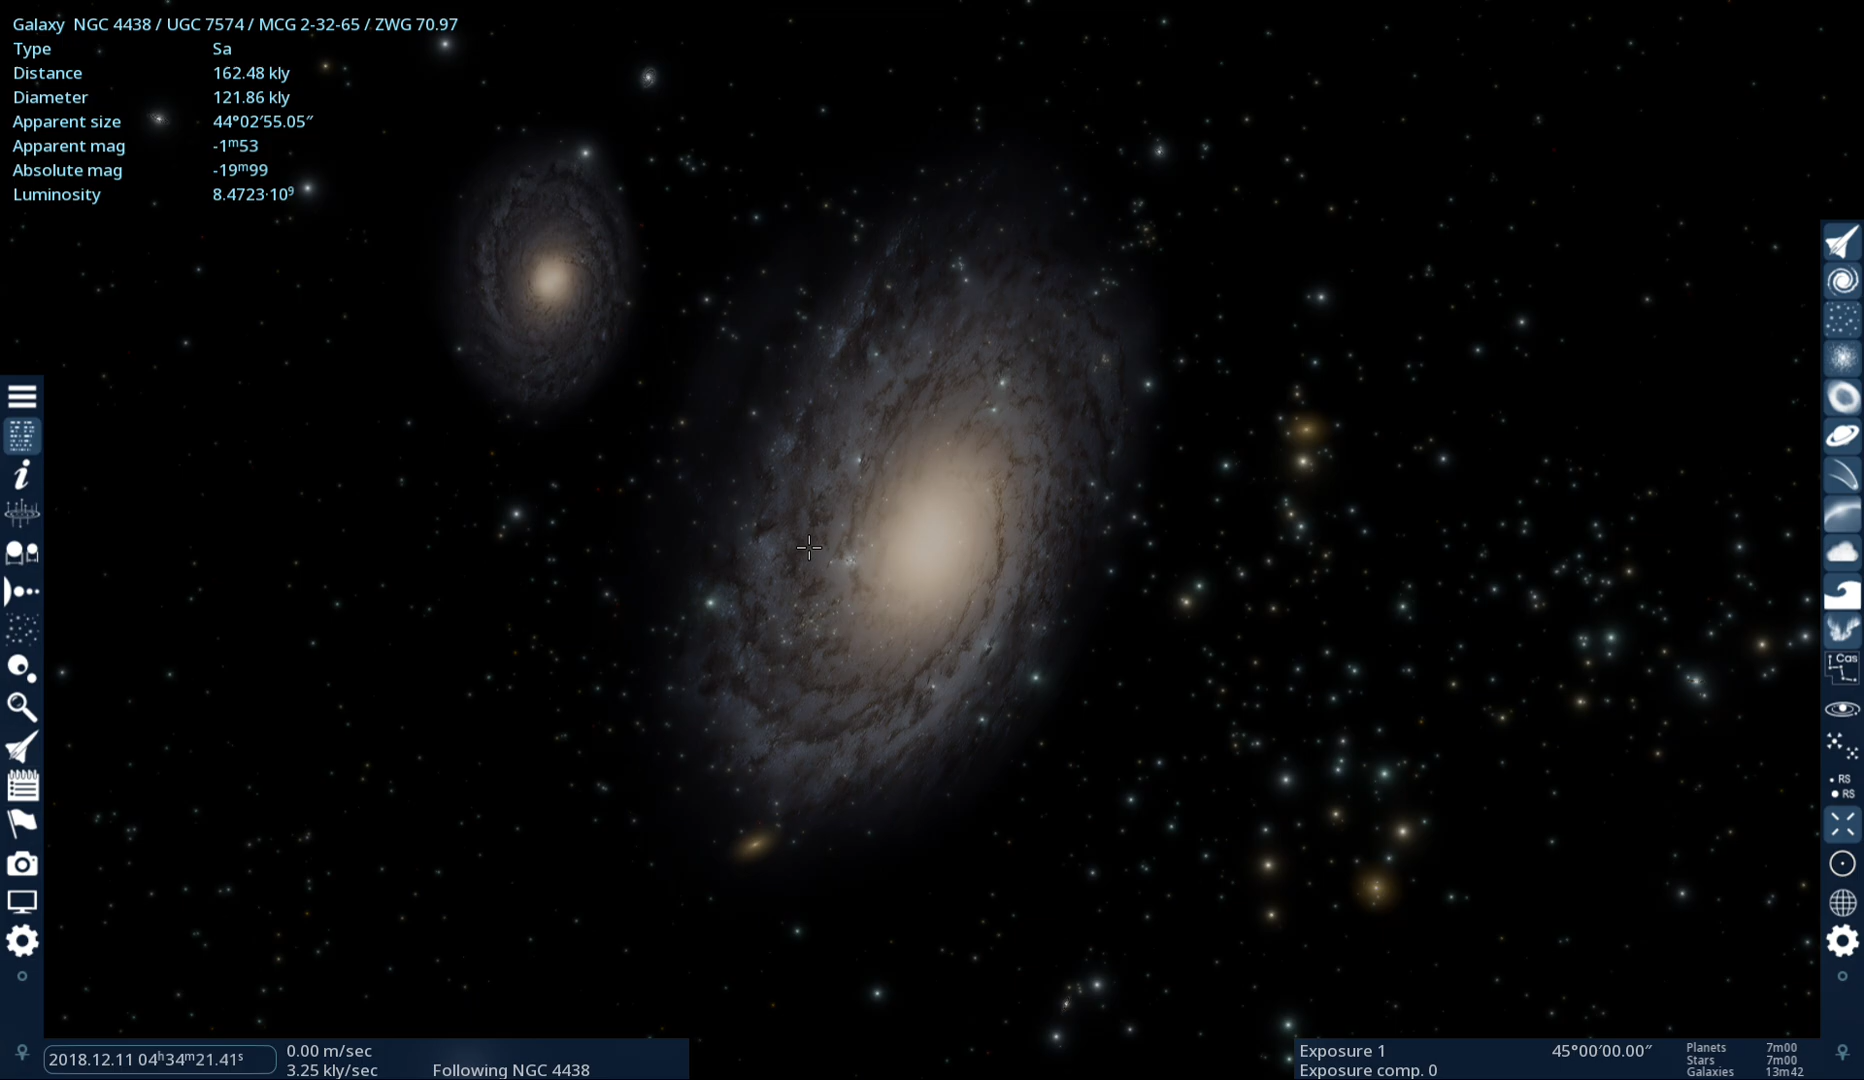 Galaxy NGC 4438 / UGC 7574 / MCG 2-32-65 / ZWG 70.97
Type Sa
Distance 162.48 kly
Diameter 121.86 kly
Apparent size 44°02′55.05″
Apparent mag -1ᵐ53
Absolute mag -19ᵐ99
Luminosity 8.4723·10⁹
Cas
RS
RS
2018.12.11 04ʰ34ᵐ21.41ˢ
0.00 m/sec
3.25 kly/sec
Following NGC 4438
Exposure 1
Exposure comp. 0
45°00′00.00″
Planets 7m00
Stars 7m00
Galaxies 13m42